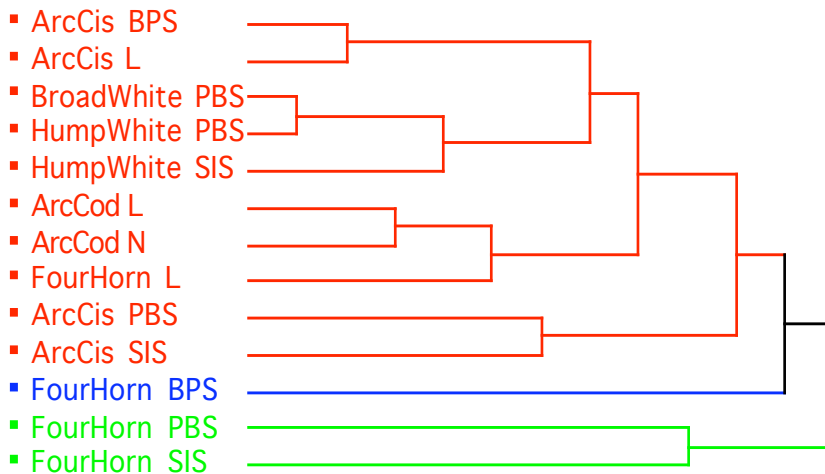 ArcCis BPS
ArcCis L
BroadWhite PBS
HumpWhite PBS
HumpWhite SIS
ArcCod L
ArcCod N
FourHorn L
ArcCis PBS
ArcCis SIS
FourHorn BPS
FourHorn PBS
FourHorn SIS